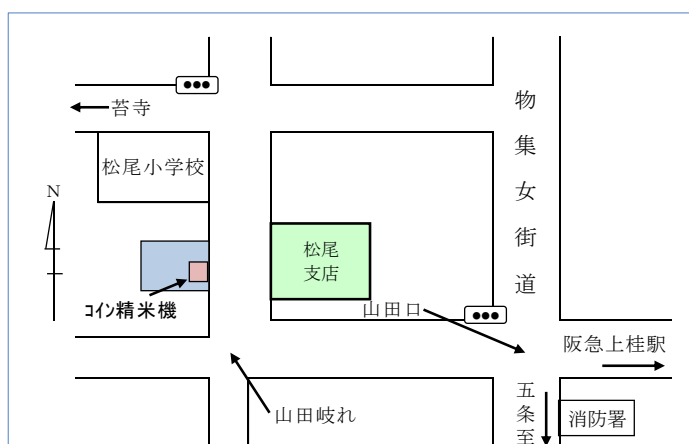 苔寺
松尾小学校
N
コイン精米機
松尾
支店
物集女街道
山田口
阪急上桂駅
山田岐れ
五条至
消防署